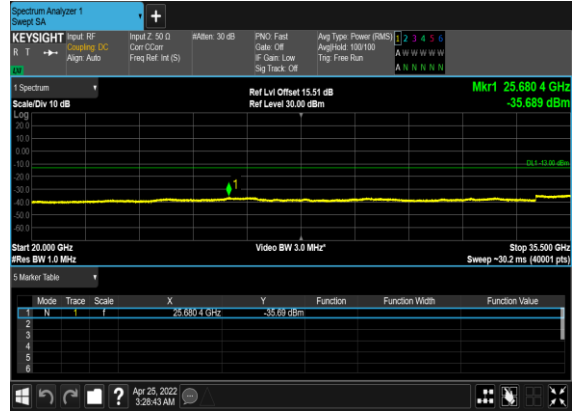 Spectrum Analyzer 1
Swept SA
+
KEYSIGHT Input: RF Input Z: 50 Ω #Atten: 30 dB PNO: Fast Avg Type: Power (RMS) 1 2 3 4 5 6
R T Coupling: DC Corr CCorr Gate: Off Avg|Hold: 100/100 A W W W W W
Align: Auto Freq Ref: Int (S) IF Gain: Low Trig: Free Run
Sig Track: Off A N N N N N
1 Spectrum Ref Lvl Offset 15.51 dB Mkr1 25.680 4 GHz
Scale/Div 10 dB Ref Level 30.00 dBm -35.689 dBm
Log
20.0
10.0
0.00
-10.0 DL1 -13.00 dBm
-20.0
-30.0 1
-40.0
-50.0
-60.0
Start 20.000 GHz Video BW 3.0 MHz* Stop 35.500 GHz
#Res BW 1.0 MHz Sweep ~30.2 ms (40001 pts)
5 Marker Table
Mode Trace Scale X Y Function Function Width Function Value
1 N 1 f 25.680 4 GHz -35.69 dBm
2
3
4
5
6
? Apr 25, 2022
3:28:43 AM